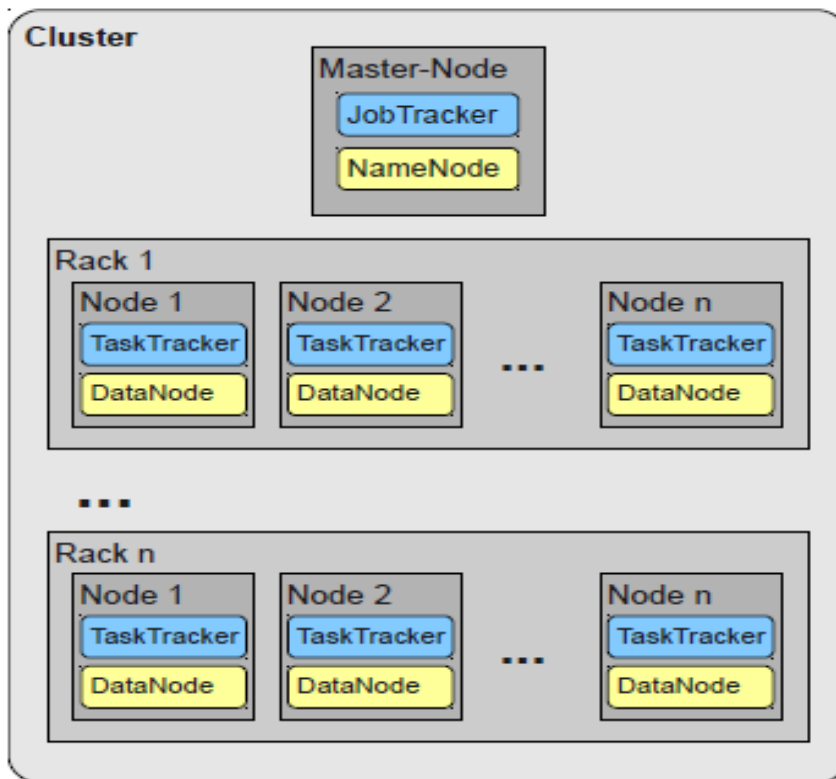 Cluster
Master-Node
JobTracker
NameNode
Rack 1
Node 1 Node 2 Node n
TaskTracker TaskTracker ... TaskTracker
DataNode DataNode DataNode
...
Rack n
Node 1 Node 2 Node n
TaskTracker TaskTracker ... TaskTracker
DataNode DataNode DataNode